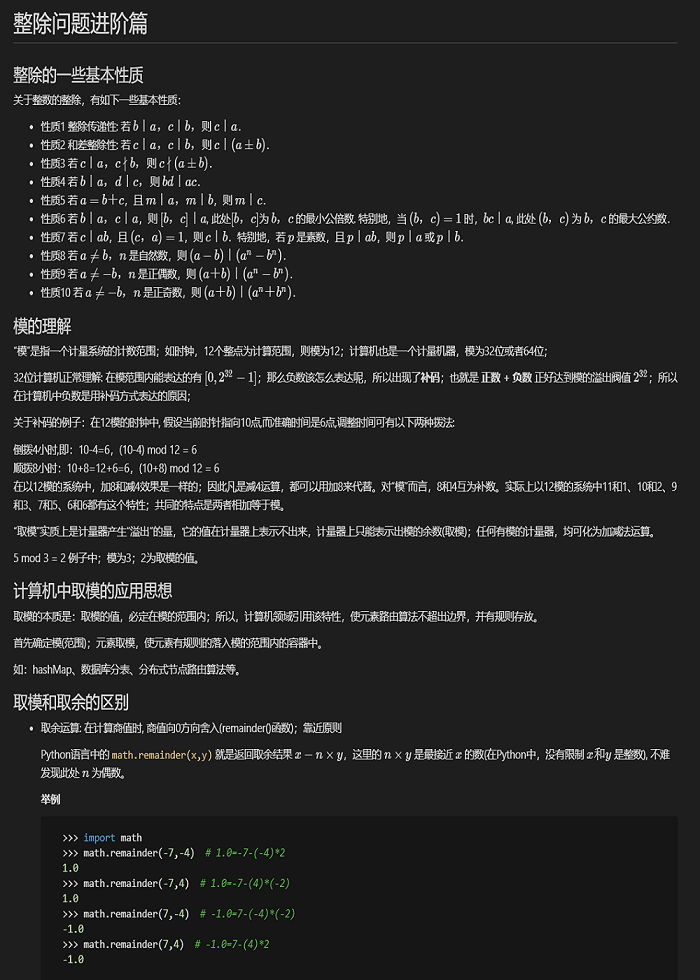 整除问题进阶篇
整除的一些基本性质
关于整数的整除，有如下一些基本性质：
• 性质1 整除传递性: 若 b∣a，c∣b，则 c∣a.
• 性质2 和差整除性: 若 c∣a，c∣b，则 c∣(a±b).
• 性质3 若 c∣a，c∤b，则 c∤(a±b).
• 性质4 若 b∣a，d∣c，则 bd∣ac.
• 性质5 若 a=b+c，且 m∣a，m∣b，则 m∣c.
• 性质6 若 b∣a，c∣a，则 [b，c]∣a, 此处[b，c]为 b，c 的最小公倍数. 特别地，当 (b，c)=1 时，bc∣a, 此处 (b，c) 为 b，c 的最大公约数.
• 性质7 若 c∣ab，且 (c，a)=1，则 c∣b. 特别地，若 p 是素数，且 p∣ab，则 p∣a 或 p∣b.
• 性质8 若 a≠b，n 是自然数，则 (a−b)∣(aⁿ−bⁿ).
• 性质9 若 a≠−b，n 是正偶数，则 (a+b)∣(aⁿ−bⁿ).
• 性质10 若 a≠−b，n 是正奇数，则 (a+b)∣(aⁿ+bⁿ).
模的理解
“模”是指一个计量系统的计数范围；如时钟，12个整点为计算范围，则模为12；计算机也是一个计量机器，模为32位或者64位；
32位计算机正常理解: 在模范围内能表达的有 [0, 2³² − 1]；那么负数该怎么表达呢，所以出现了补码；也就是 正数 + 负数 正好达到模的溢出阀值 2³²；所以
在计算机中负数是用补码方式表达的原因；
关于补码的例子：在12模的时钟中, 假设当前时针指向10点,而准确时间是6点,调整时间可有以下两种拨法:
倒拨4小时,即：10-4=6，(10-4) mod 12 = 6
顺拨8小时：10+8=12+6=6，(10+8) mod 12 = 6
在以12模的系统中，加8和减4效果是一样的；因此凡是减4运算，都可以用加8来代替。对“模”而言，8和4互为补数。实际上以12模的系统中11和1、10和2、9
和3、7和5、6和6都有这个特性；共同的特点是两者相加等于模。
“取模”实质上是计量器产生“溢出”的量，它的值在计量器上表示不出来，计量器上只能表示出模的余数(取模)；任何有模的计量器，均可化为加减法运算。
5 mod 3 = 2 例子中；模为3；2为取模的值。
计算机中取模的应用思想
取模的本质是：取模的值，必定在模的范围内；所以，计算机领域引用该特性，使元素路由算法不超出边界，并有规则存放。
首先确定模(范围)；元素取模，使元素有规则的落入模的范围内的容器中。
如：hashMap、数据库分表、分布式节点路由算法等。
取模和取余的区别
• 取余运算: 在计算商值时, 商值向0方向舍入(remainder()函数)；靠近原则
Python语言中的 math.remainder(x,y) 就是返回取余结果 x − n × y，这里的 n × y 是最接近 x 的数(在Python中，没有限制 x和y 是整数), 不难
发现此处 n 为偶数。
举例
>>> import math
>>> math.remainder(-7,-4)  # 1.0=-7-(-4)*2
1.0
>>> math.remainder(-7,4)  # 1.0=-7-(4)*(-2)
1.0
>>> math.remainder(7,-4)  # -1.0=7-(-4)*(-2)
-1.0
>>> math.remainder(7,4)  # -1.0=7-(4)*2
-1.0